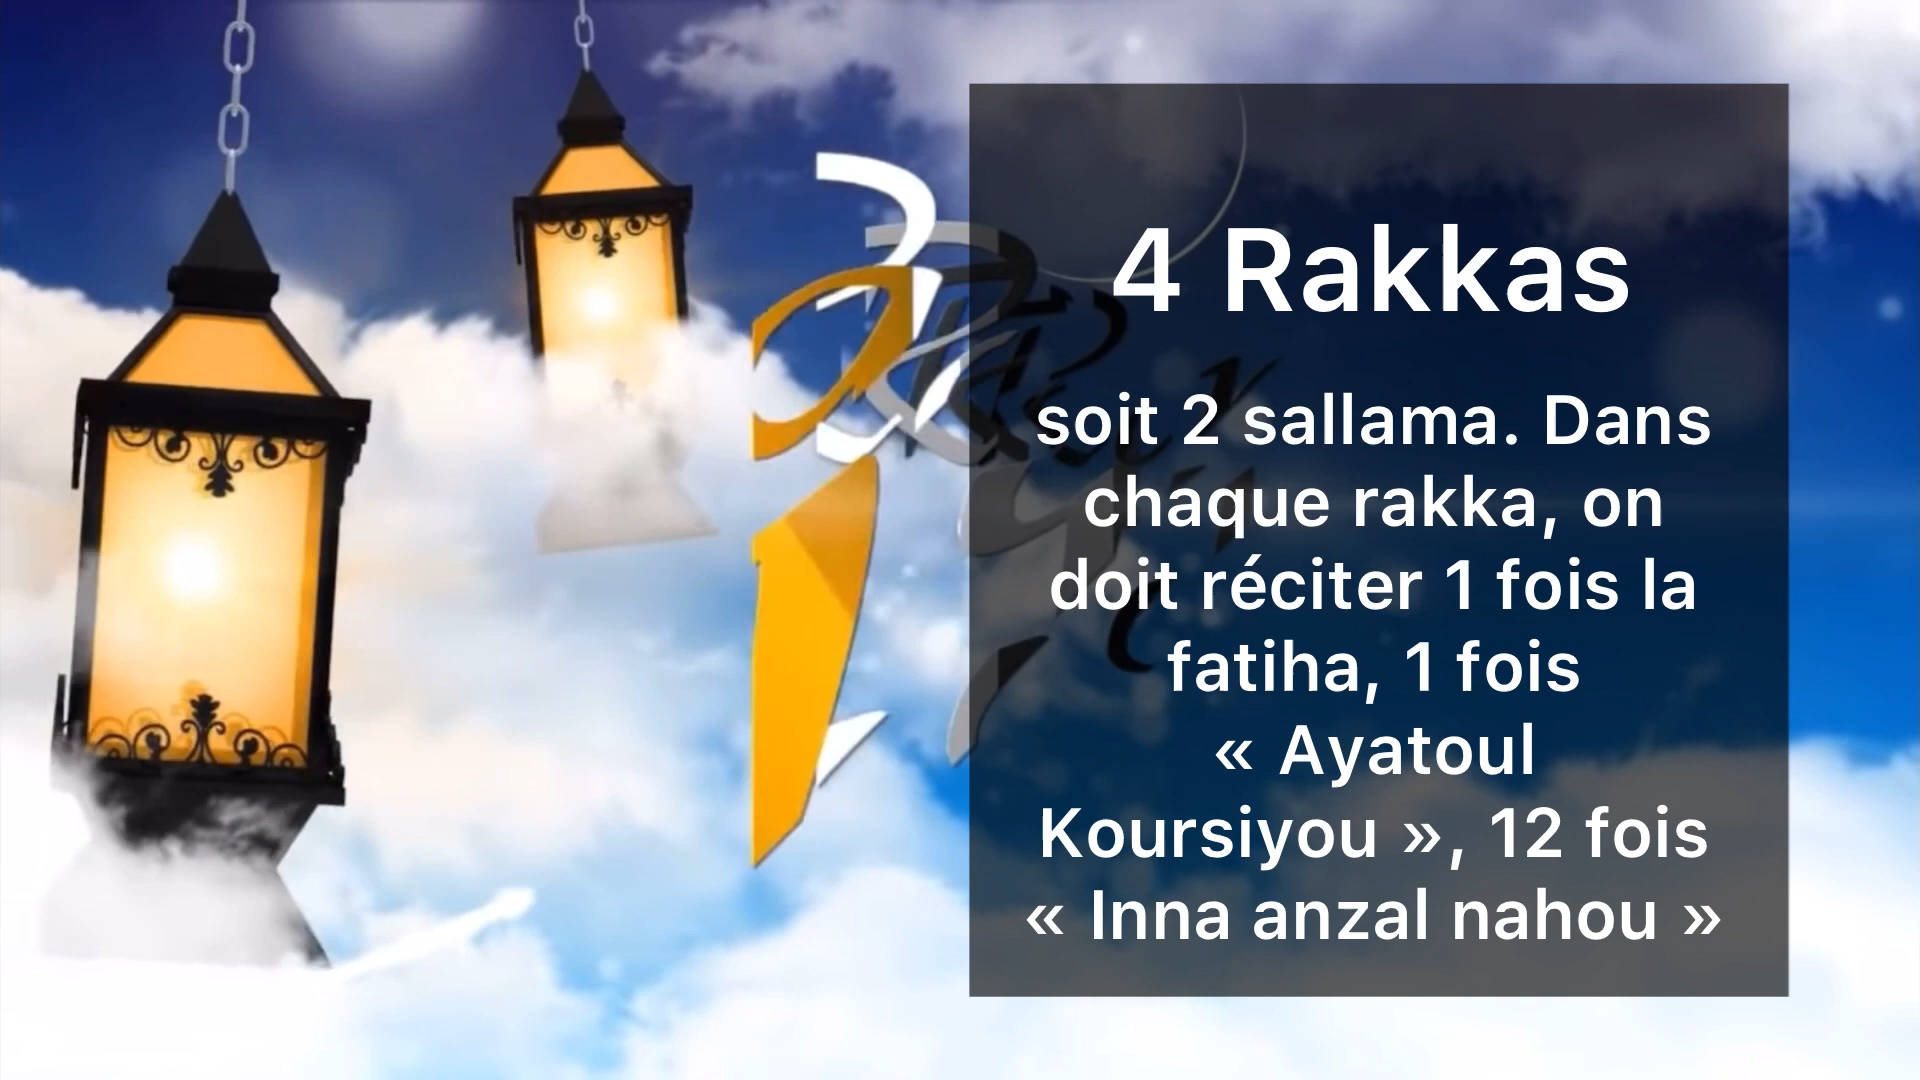 4 Rakkas
soit 2 sallama. Dans
chaque rakka, on
doit réciter 1 fois la
fatiha, 1 fois
« Ayatoul
Koursiyou », 12 fois
« Inna anzal nahou »